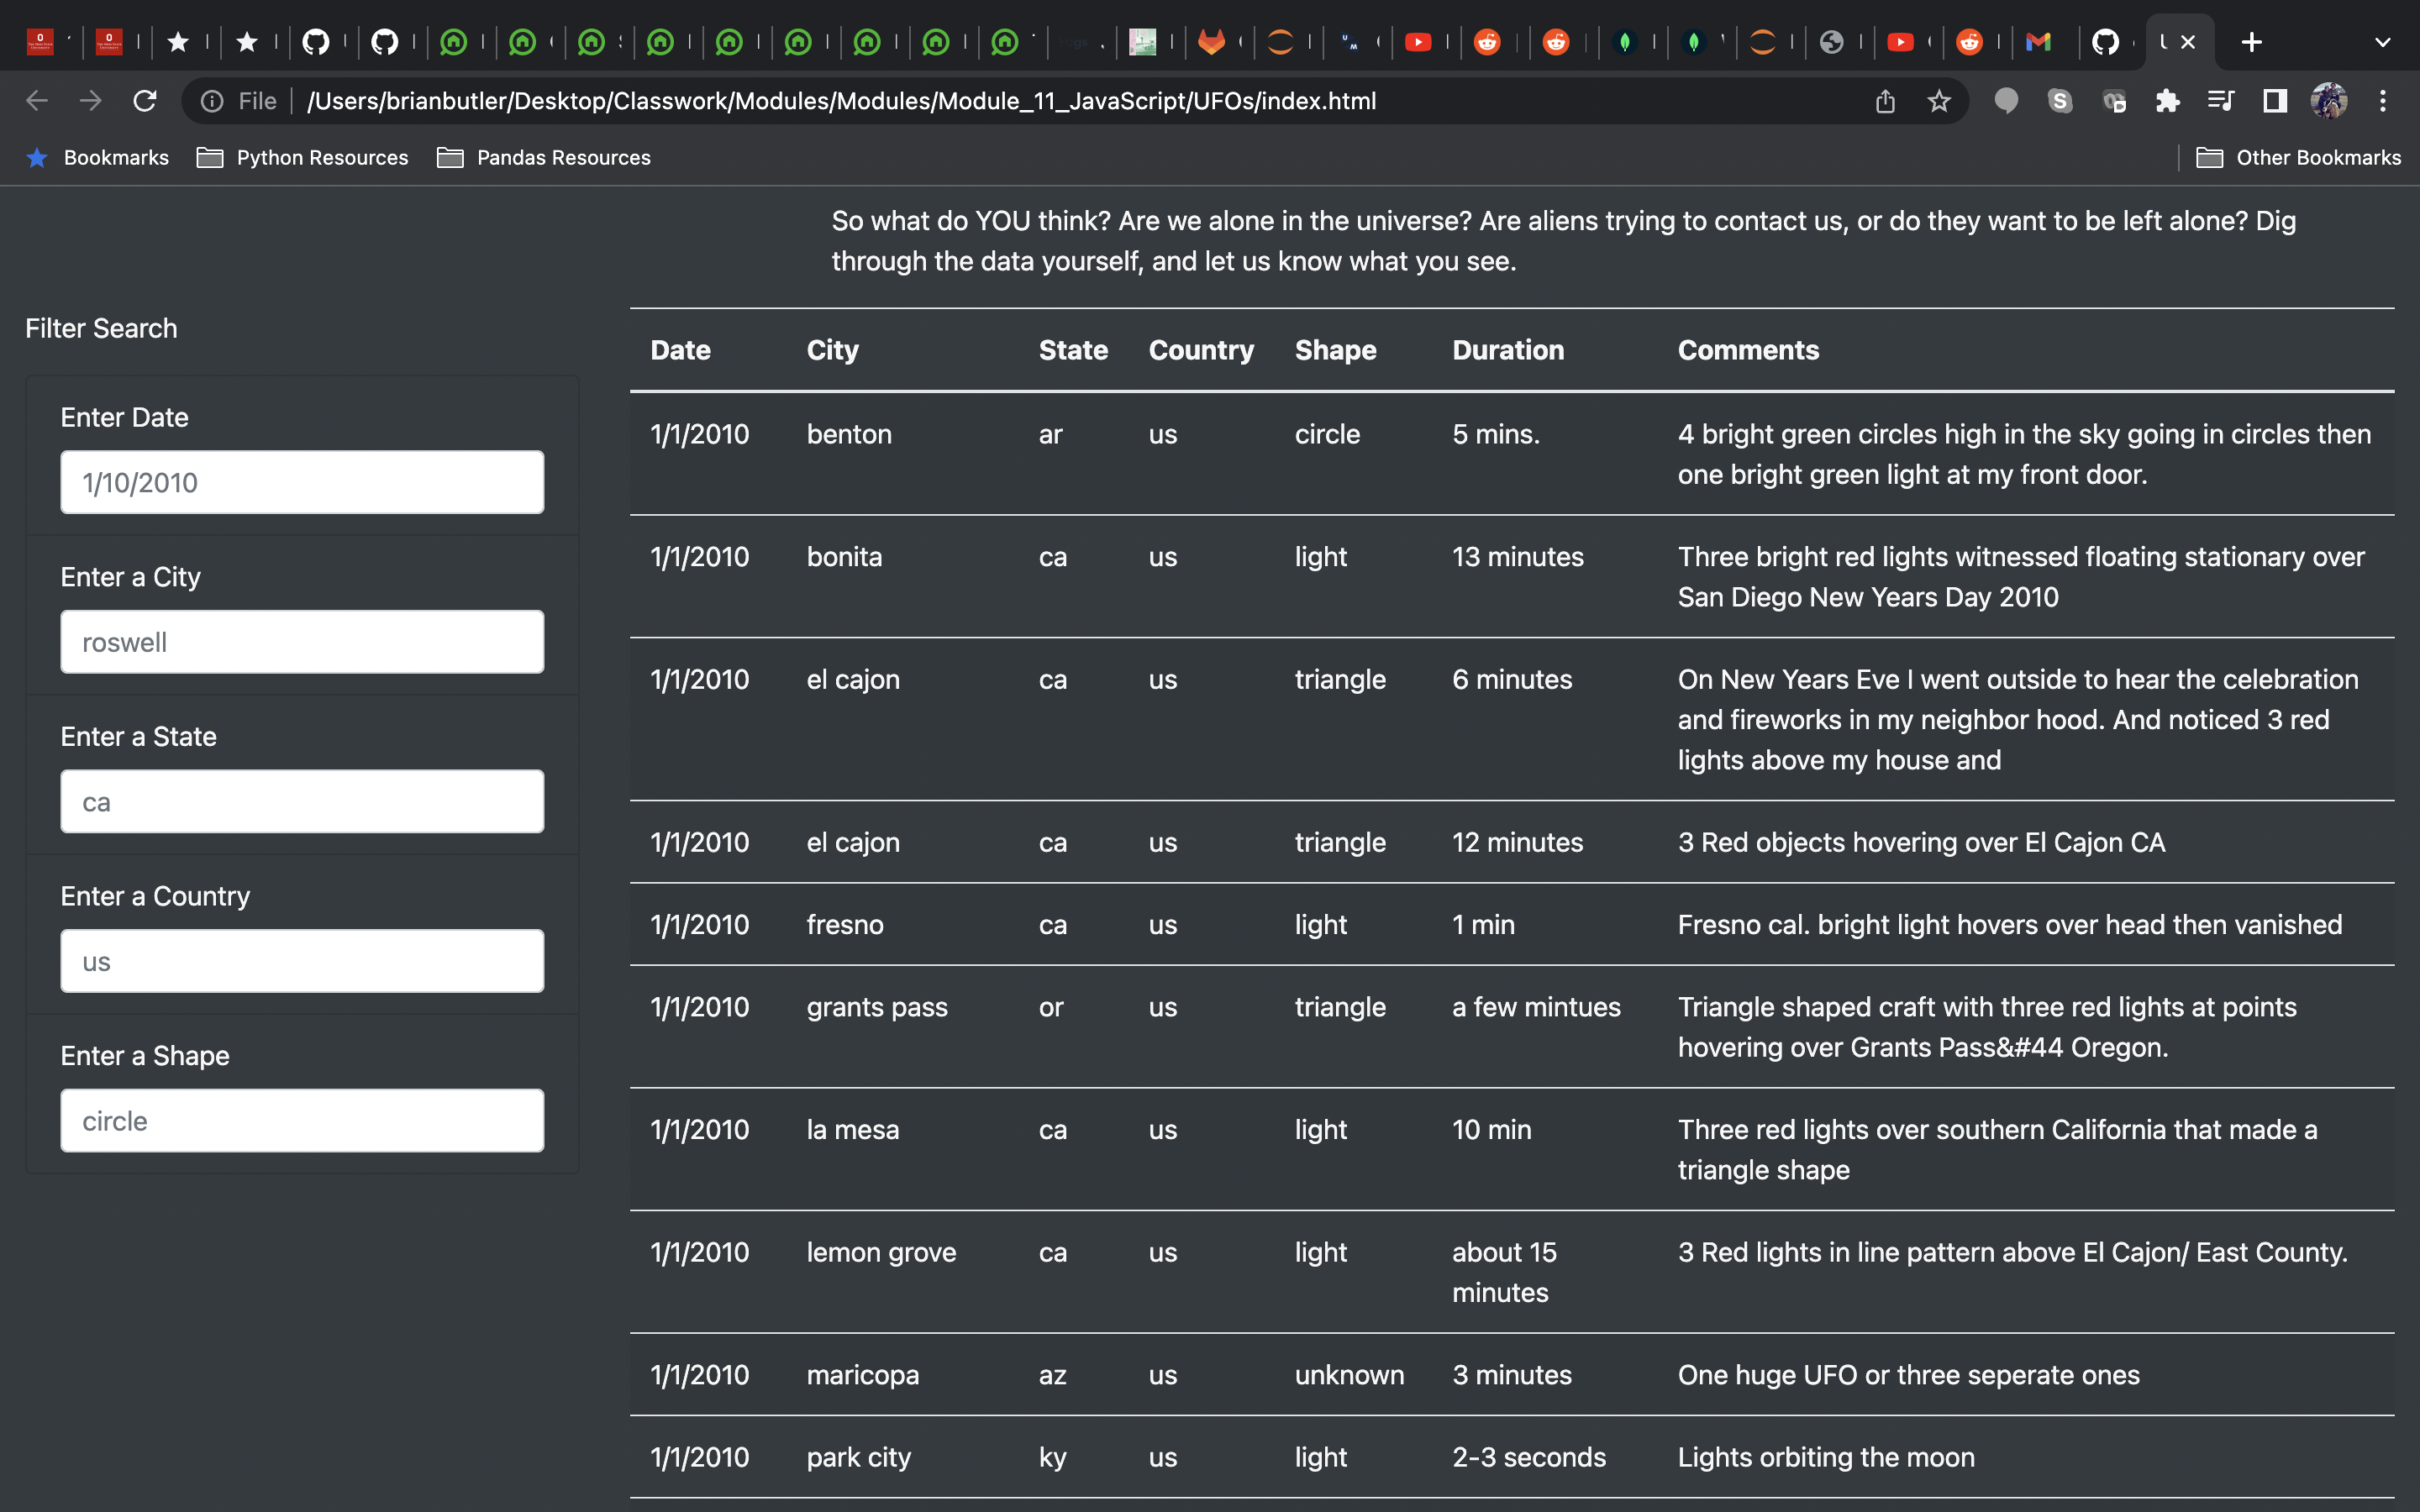 File /Users/brianbutler/Desktop/Classwork/Modules/Modules/Module_11_JavaScript/UFOs/index.html
Bookmarks Python Resources Pandas Resources Other Bookmarks
So what do YOU think? Are we alone in the universe? Are aliens trying to contact us, or do they want to be left alone? Dig
through the data yourself, and let us know what you see.
Filter Search
Enter Date
1/10/2010
Enter a City
roswell
Enter a State
ca
Enter a Country
us
Enter a Shape
circle
Date City State Country Shape Duration Comments
1/1/2010 benton ar us circle 5 mins. 4 bright green circles high in the sky going in circles then
one bright green light at my front door.
1/1/2010 bonita ca us light 13 minutes Three bright red lights witnessed floating stationary over
San Diego New Years Day 2010
1/1/2010 el cajon ca us triangle 6 minutes On New Years Eve I went outside to hear the celebration
and fireworks in my neighbor hood. And noticed 3 red
lights above my house and
1/1/2010 el cajon ca us triangle 12 minutes 3 Red objects hovering over El Cajon CA
1/1/2010 fresno ca us light 1 min Fresno cal. bright light hovers over head then vanished
1/1/2010 grants pass or us triangle a few mintues Triangle shaped craft with three red lights at points
hovering over Grants Pass&#44 Oregon.
1/1/2010 la mesa ca us light 10 min Three red lights over southern California that made a
triangle shape
1/1/2010 lemon grove ca us light about 15 3 Red lights in line pattern above El Cajon/ East County.
minutes
1/1/2010 maricopa az us unknown 3 minutes One huge UFO or three seperate ones
1/1/2010 park city ky us light 2-3 seconds Lights orbiting the moon